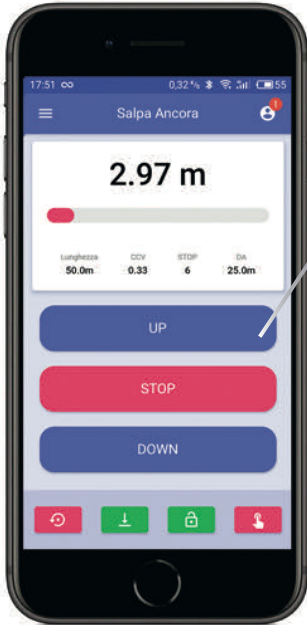 17:51 0,32 K/s 55
Salpa Ancora
1
2.97 m
Lunghezza CCV STOP DA
50.0m 0.33 6 25.0m
UP
STOP
DOWN